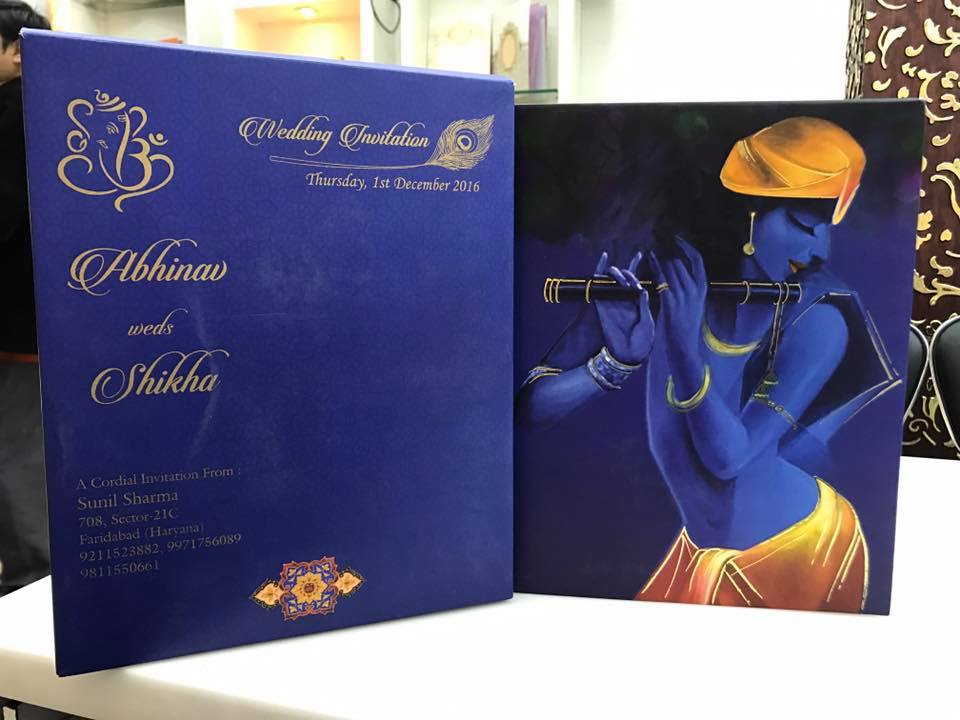 Wedding Invitation
Thursday, 1st December 2016
Abhinav
weds
Shikha
A Cordial Invitation From :
Sunil Sharma
708, Sector-21C
Faridabad (Haryana)
9211523882, 9971756089
9811550661